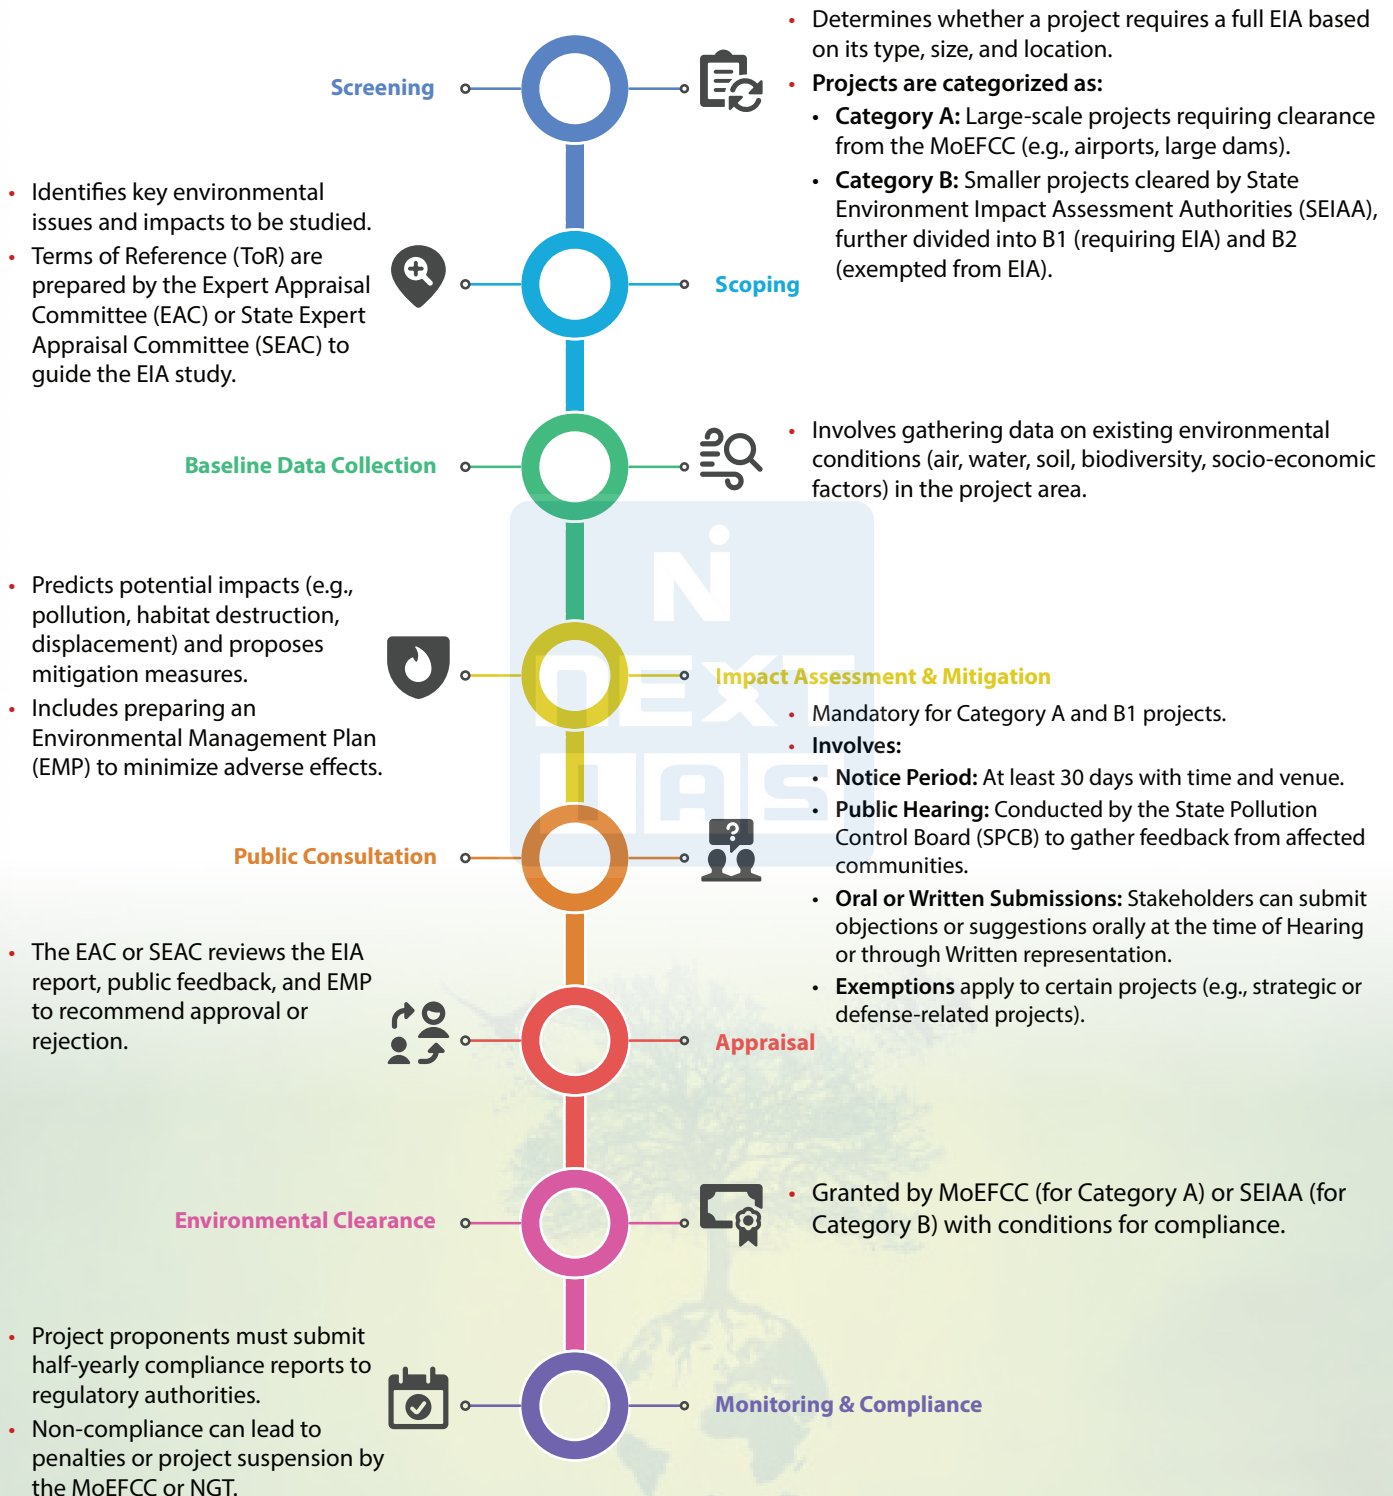 Screening
• Determines whether a project requires a full EIA based
on its type, size, and location.
• Projects are categorized as:
• Category A: Large-scale projects requiring clearance
from the MoEFCC (e.g., airports, large dams).
• Category B: Smaller projects cleared by State
Environment Impact Assessment Authorities (SEIAA),
further divided into B1 (requiring EIA) and B2
(exempted from EIA).
• Identifies key environmental
issues and impacts to be studied.
• Terms of Reference (ToR) are
prepared by the Expert Appraisal
Committee (EAC) or State Expert
Appraisal Committee (SEAC) to
guide the EIA study.
Scoping
Baseline Data Collection
• Involves gathering data on existing environmental
conditions (air, water, soil, biodiversity, socio-economic
factors) in the project area.
• Predicts potential impacts (e.g.,
pollution, habitat destruction,
displacement) and proposes
mitigation measures.
• Includes preparing an
Environmental Management Plan
(EMP) to minimize adverse effects.
Impact Assessment & Mitigation
Public Consultation
• Mandatory for Category A and B1 projects.
• Involves:
• Notice Period: At least 30 days with time and venue.
• Public Hearing: Conducted by the State Pollution
Control Board (SPCB) to gather feedback from affected
communities.
• Oral or Written Submissions: Stakeholders can submit
objections or suggestions orally at the time of Hearing
or through Written representation.
• Exemptions apply to certain projects (e.g., strategic or
defense-related projects).
• The EAC or SEAC reviews the EIA
report, public feedback, and EMP
to recommend approval or
rejection.
Appraisal
Environmental Clearance
• Granted by MoEFCC (for Category A) or SEIAA (for
Category B) with conditions for compliance.
• Project proponents must submit
half-yearly compliance reports to
regulatory authorities.
• Non-compliance can lead to
penalties or project suspension by
the MoEFCC or NGT.
Monitoring & Compliance
NEXT
IAS